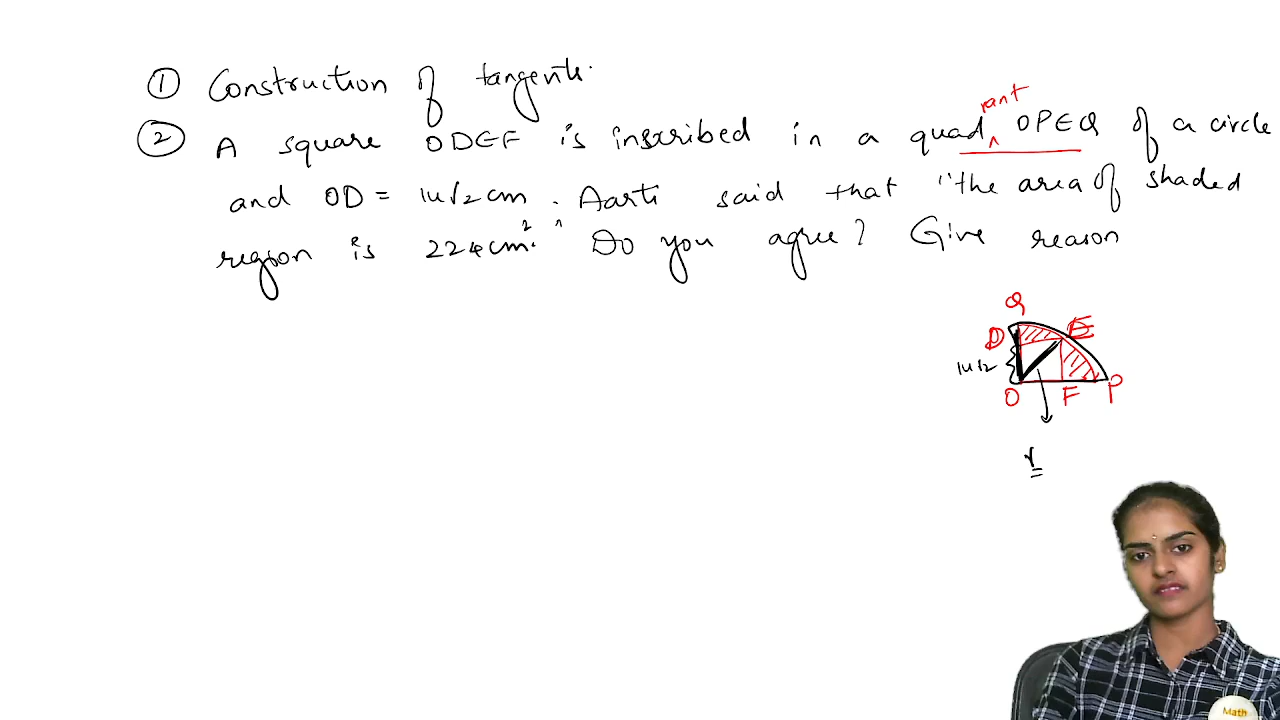 ① Construction of tangents.
② A square ODEF is inscribed in a quadrant OPEQ of a circle
and OD = 14√2 cm. Aarti said that "the area of shaded
region is 224cm². " Do you agree? Give reason
Q
D E
14√2
O F P
r
Math